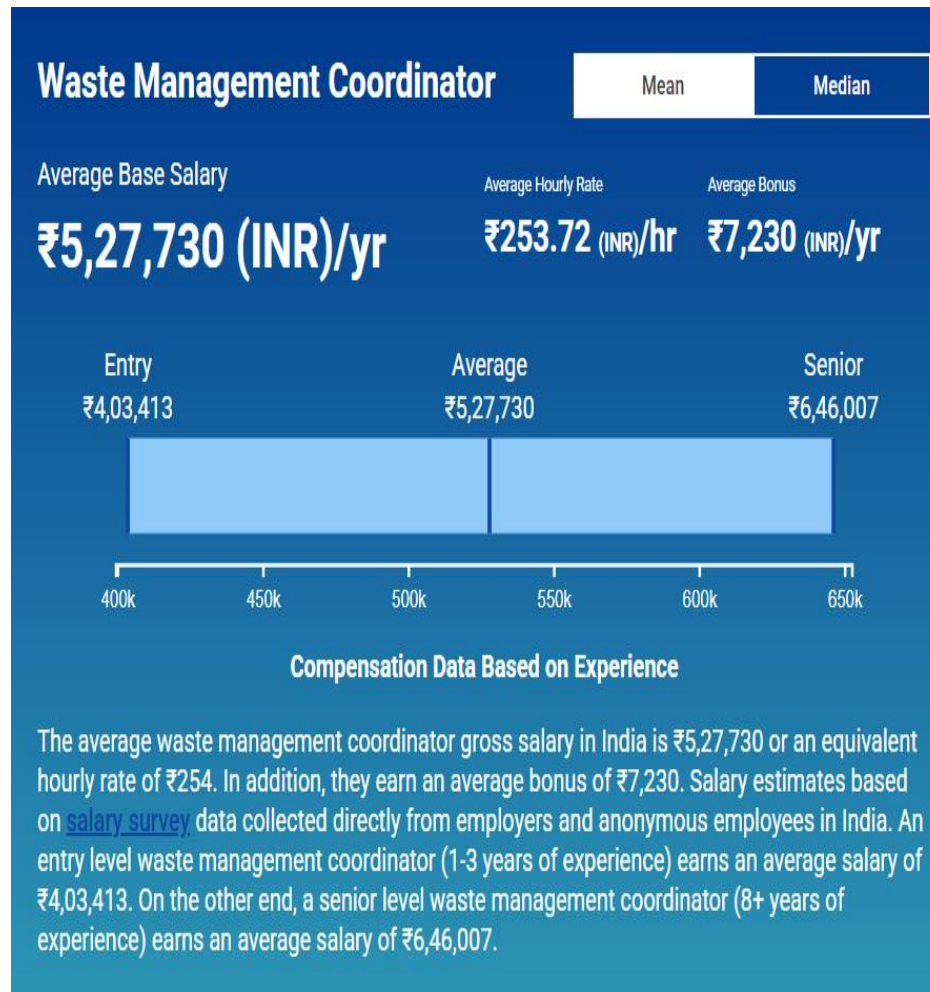 Waste Management Coordinator
Mean
Median
Average Base Salary
₹5,27,730 (INR)/yr
Average Hourly Rate
₹253.72 (INR)/hr
Average Bonus
₹7,230 (INR)/yr
Entry
₹4,03,413
Average
₹5,27,730
Senior
₹6,46,007
400k 450k 500k 550k 600k 650k
Compensation Data Based on Experience
The average waste management coordinator gross salary in India is ₹5,27,730 or an equivalent
hourly rate of ₹254. In addition, they earn an average bonus of ₹7,230. Salary estimates based
on salary survey data collected directly from employers and anonymous employees in India. An
entry level waste management coordinator (1-3 years of experience) earns an average salary of
₹4,03,413. On the other end, a senior level waste management coordinator (8+ years of
experience) earns an average salary of ₹6,46,007.